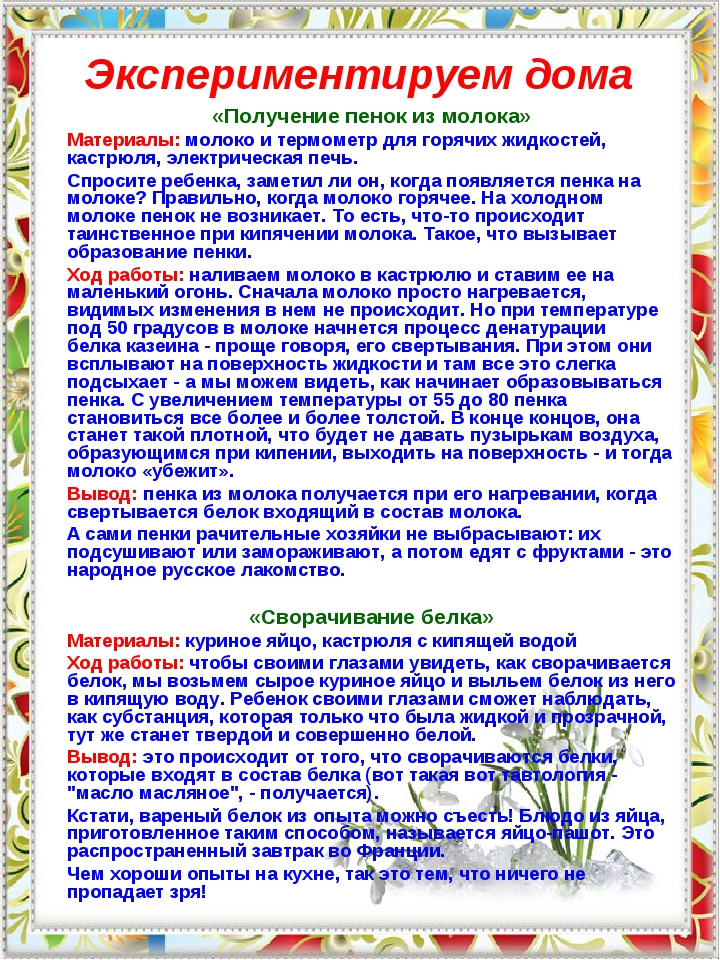 Экспериментируем дома
«Получение пенок из молока»
Материалы: молоко и термометр для горячих жидкостей,
кастрюля, электрическая печь.
Спросите ребенка, заметил ли он, когда появляется пенка на
молоке? Правильно, когда молоко горячее. На холодном
молоке пенок не возникает. То есть, что-то происходит
таинственное при кипячении молока. Такое, что вызывает
образование пенки.
Ход работы: наливаем молоко в кастрюлю и ставим ее на
маленький огонь. Сначала молоко просто нагревается,
видимых изменения в нем не происходит. Но при температуре
под 50 градусов в молоке начнется процесс денатурации
белка казеина - проще говоря, его свертывания. При этом они
всплывают на поверхность жидкости и там все это слегка
подсыхает - а мы можем видеть, как начинает образовываться
пенка. С увеличением температуры от 55 до 80 пенка
становиться все более и более толстой. В конце концов, она
станет такой плотной, что будет не давать пузырькам воздуха,
образующимся при кипении, выходить на поверхность - и тогда
молоко «убежит».
Вывод: пенка из молока получается при его нагревании, когда
свертывается белок входящий в состав молока.
А сами пенки рачительные хозяйки не выбрасывают: их
подсушивают или замораживают, а потом едят с фруктами - это
народное русское лакомство.
«Сворачивание белка»
Материалы: куриное яйцо, кастрюля с кипящей водой
Ход работы: чтобы своими глазами увидеть, как сворачивается
белок, мы возьмем сырое куриное яйцо и выльем белок из него
в кипящую воду. Ребенок своими глазами сможет наблюдать,
как субстанция, которая только что была жидкой и прозрачной,
тут же станет твердой и совершенно белой.
Вывод: это происходит от того, что сворачиваются белки,
которые входят в состав белка (вот такая вот тавтология -
"масло масляное", - получается).
Кстати, вареный белок из опыта можно съесть! Блюдо из яйца,
приготовленное таким способом, называется яйцо-пашот. Это
распространенный завтрак во Франции.
Чем хороши опыты на кухне, так это тем, что ничего не
пропадает зря!